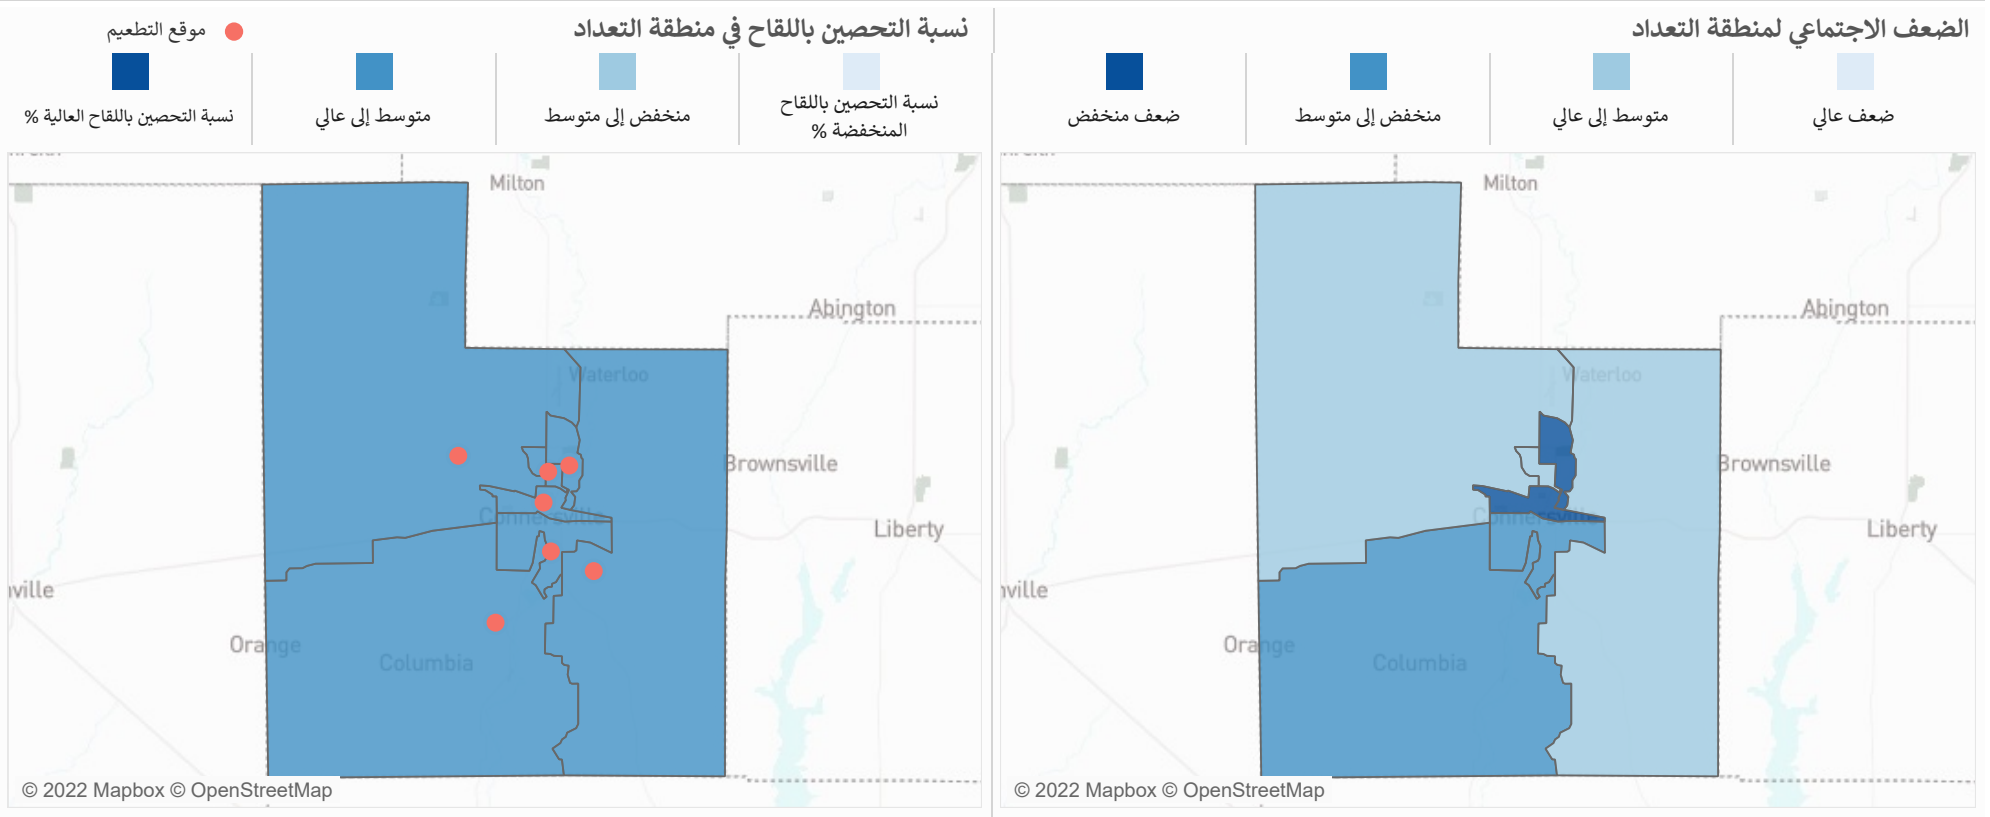 الضعف الاجتماعي لمنطقة التعداد
ضعف عالي
متوسط إلى عالي
منخفض إلى متوسط
ضعف منخفض
Milton
Abington
Waterloo
Brownsville
Connersville
Liberty
Orange
Columbia
© 2022 Mapbox © OpenStreetMap
نسبة التحصين باللقاح في منطقة التعداد
موقع التطعيم
نسبة التحصين باللقاح
المنخفضة %
منخفض إلى متوسط
متوسط إلى عالي
نسبة التحصين باللقاح العالية %
Milton
Abington
Waterloo
Brownsville
Connersville
Liberty
Orange
Columbia
© 2022 Mapbox © OpenStreetMap